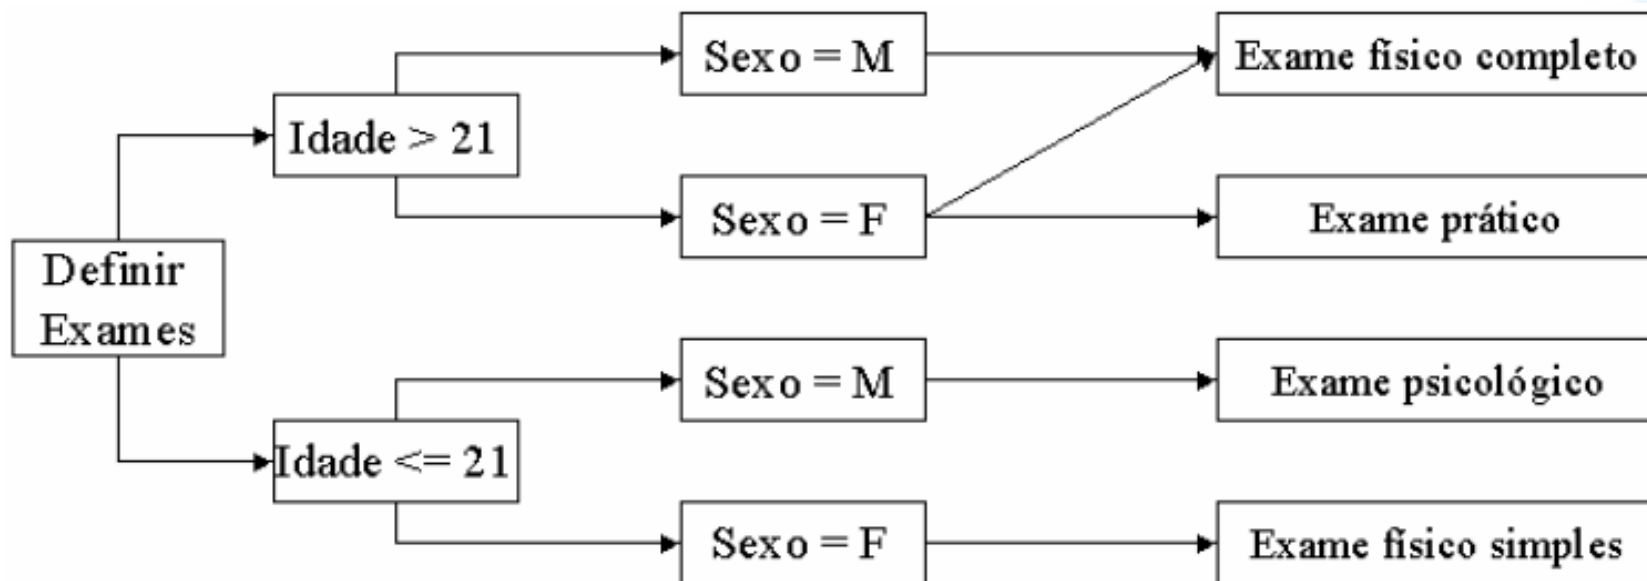 Sexo = M
Exame físico completo
Idade > 21
Sexo = F
Exame prático
Definir
Exames
Sexo = M
Exame psicológico
Idade <= 21
Sexo = F
Exame físico simples